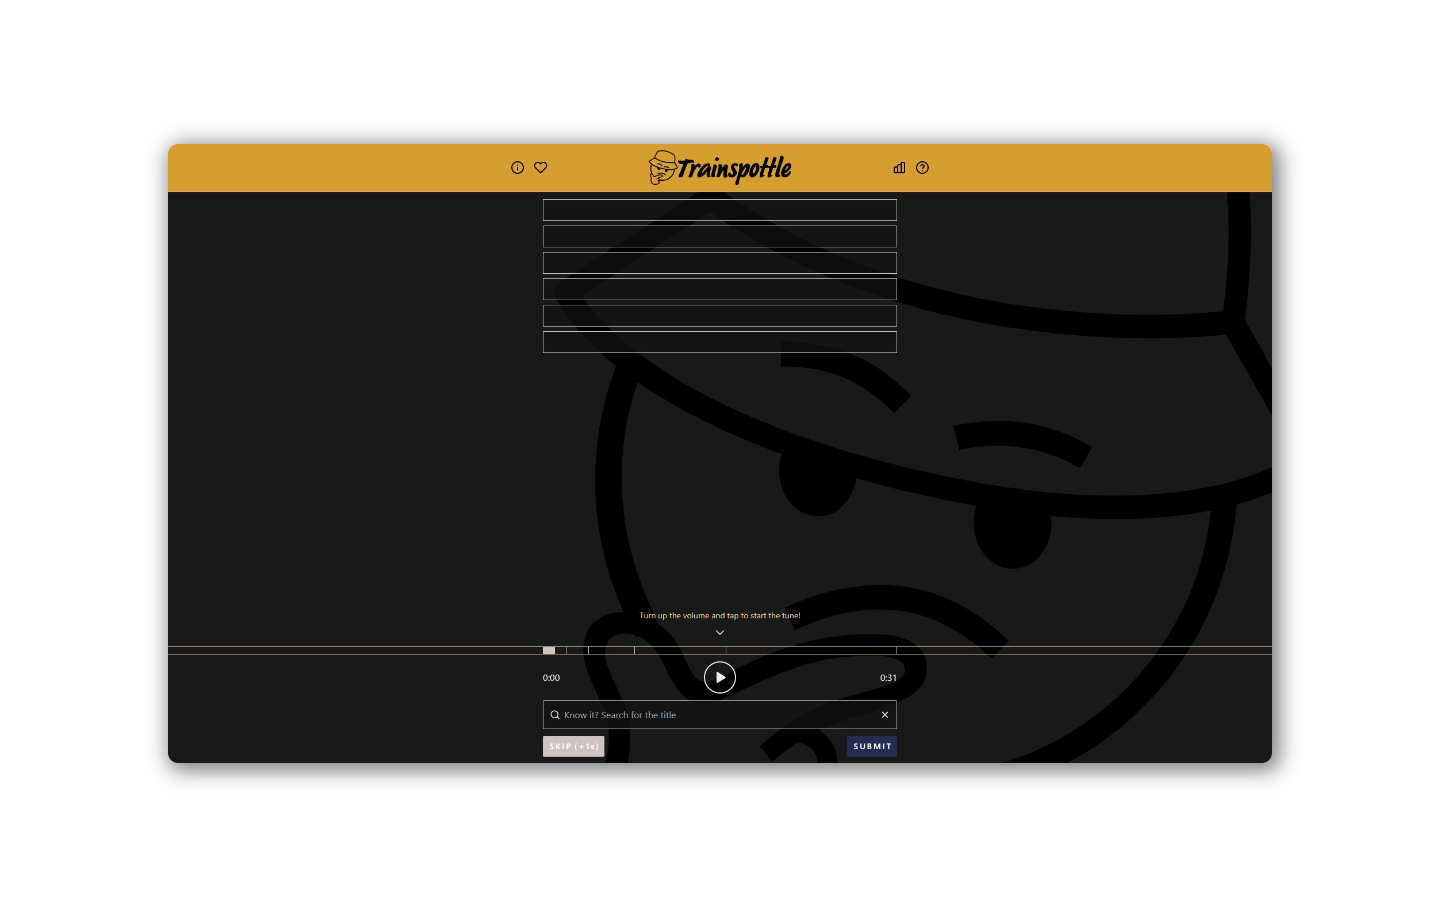 Trainspottle
Turn up the volume and tap to start the tune!
0:00
0:31
Know it? Search for the title
SKIP (+1s)
SUBMIT